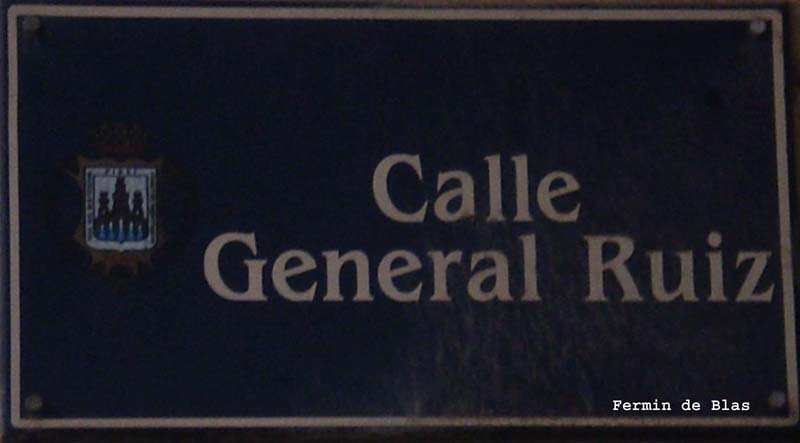 Calle
General Ruiz
Fermin de Blas